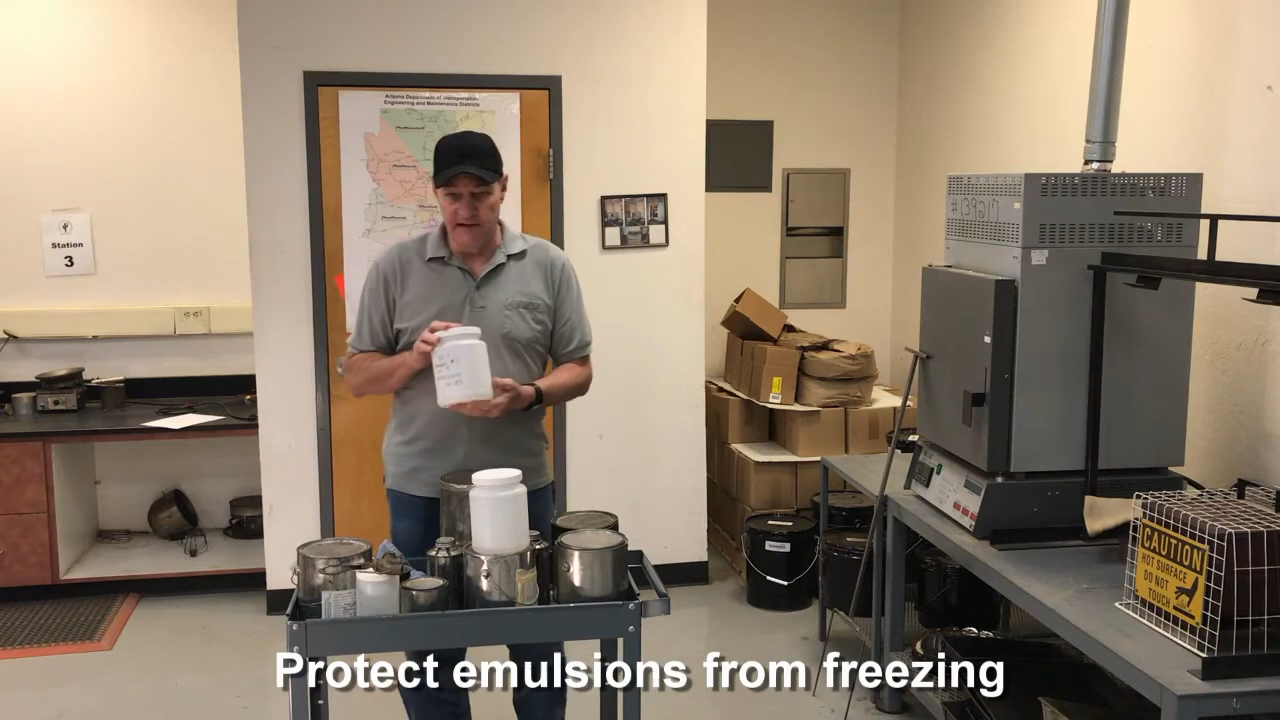 Arizona Department of Transportation
Engineering and Maintenance Districts
Station
3
#139217
CAUTION
HOT SURFACE
DO NOT
TOUCH
Protect emulsions from freezing